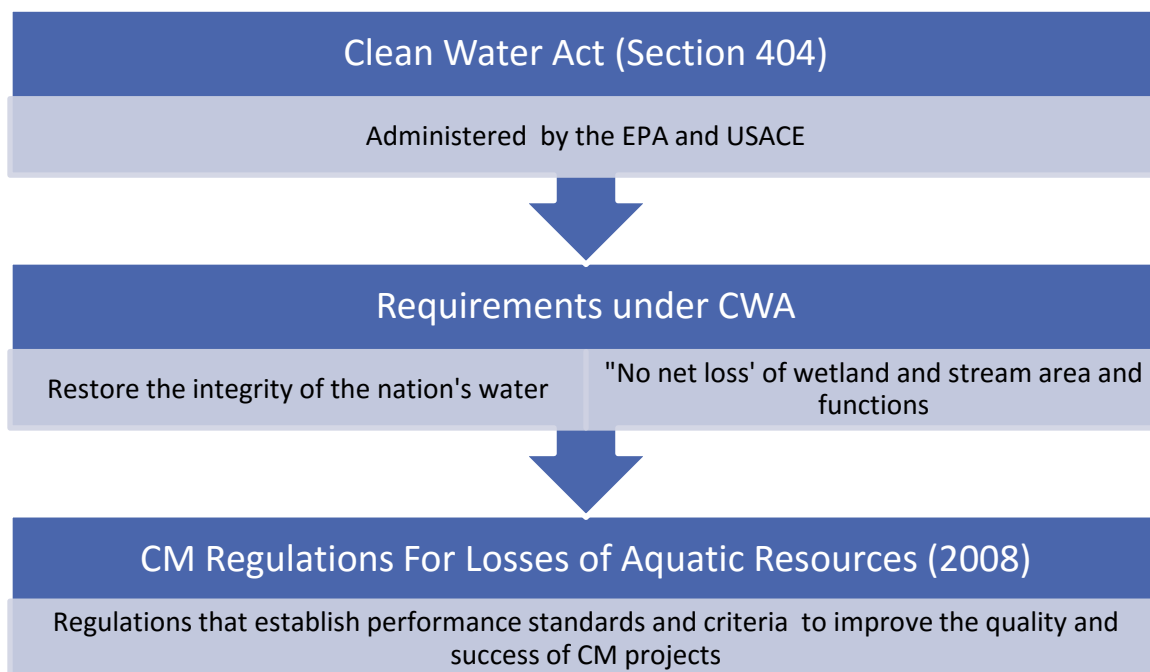 Clean Water Act (Section 404)
Administered  by the EPA and USACE
Requirements under CWA
Restore the integrity of the nation's water
"No net loss' of wetland and stream area and
functions
CM Regulations For Losses of Aquatic Resources (2008)
Regulations that establish performance standards and criteria  to improve the quality and
success of CM projects